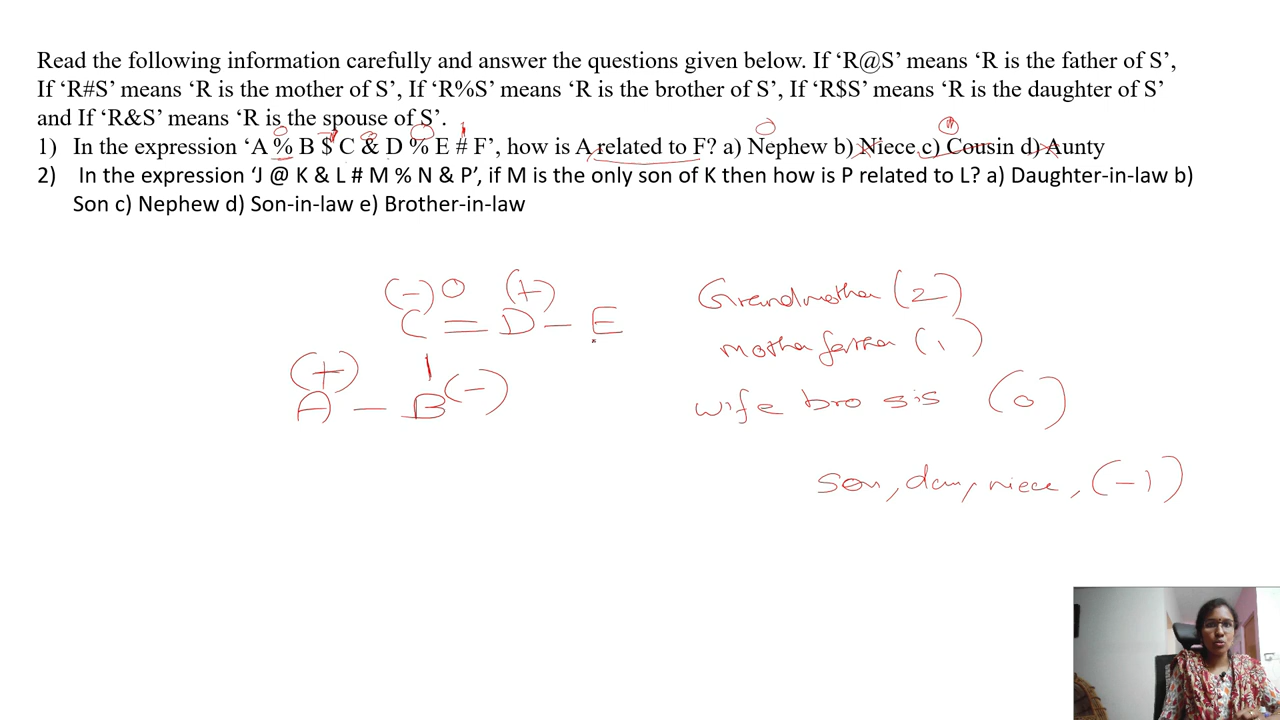 Read the following information carefully and answer the questions given below. If ‘R@S’ means ‘R is the father of S’,
If ‘R#S’ means ‘R is the mother of S’, If ‘R%S’ means ‘R is the brother of S’, If ‘R$S’ means ‘R is the daughter of S’
and If ‘R&S’ means ‘R is the spouse of S’.
1) In the expression ‘A % B $ C & D % E # F’, how is A related to F? a) Nephew b) Niece c) Cousin d) Aunty
2) In the expression ‘J @ K & L # M % N & P’, if M is the only son of K then how is P related to L? a) Daughter-in-law b)
Son c) Nephew d) Son-in-law e) Brother-in-law
(-) 0 (+)
C = D - E
(+)
A - B (-)
Grandmother (2)
mother father (1)
wife bro sis (0)
son, dau, niece, (-1)